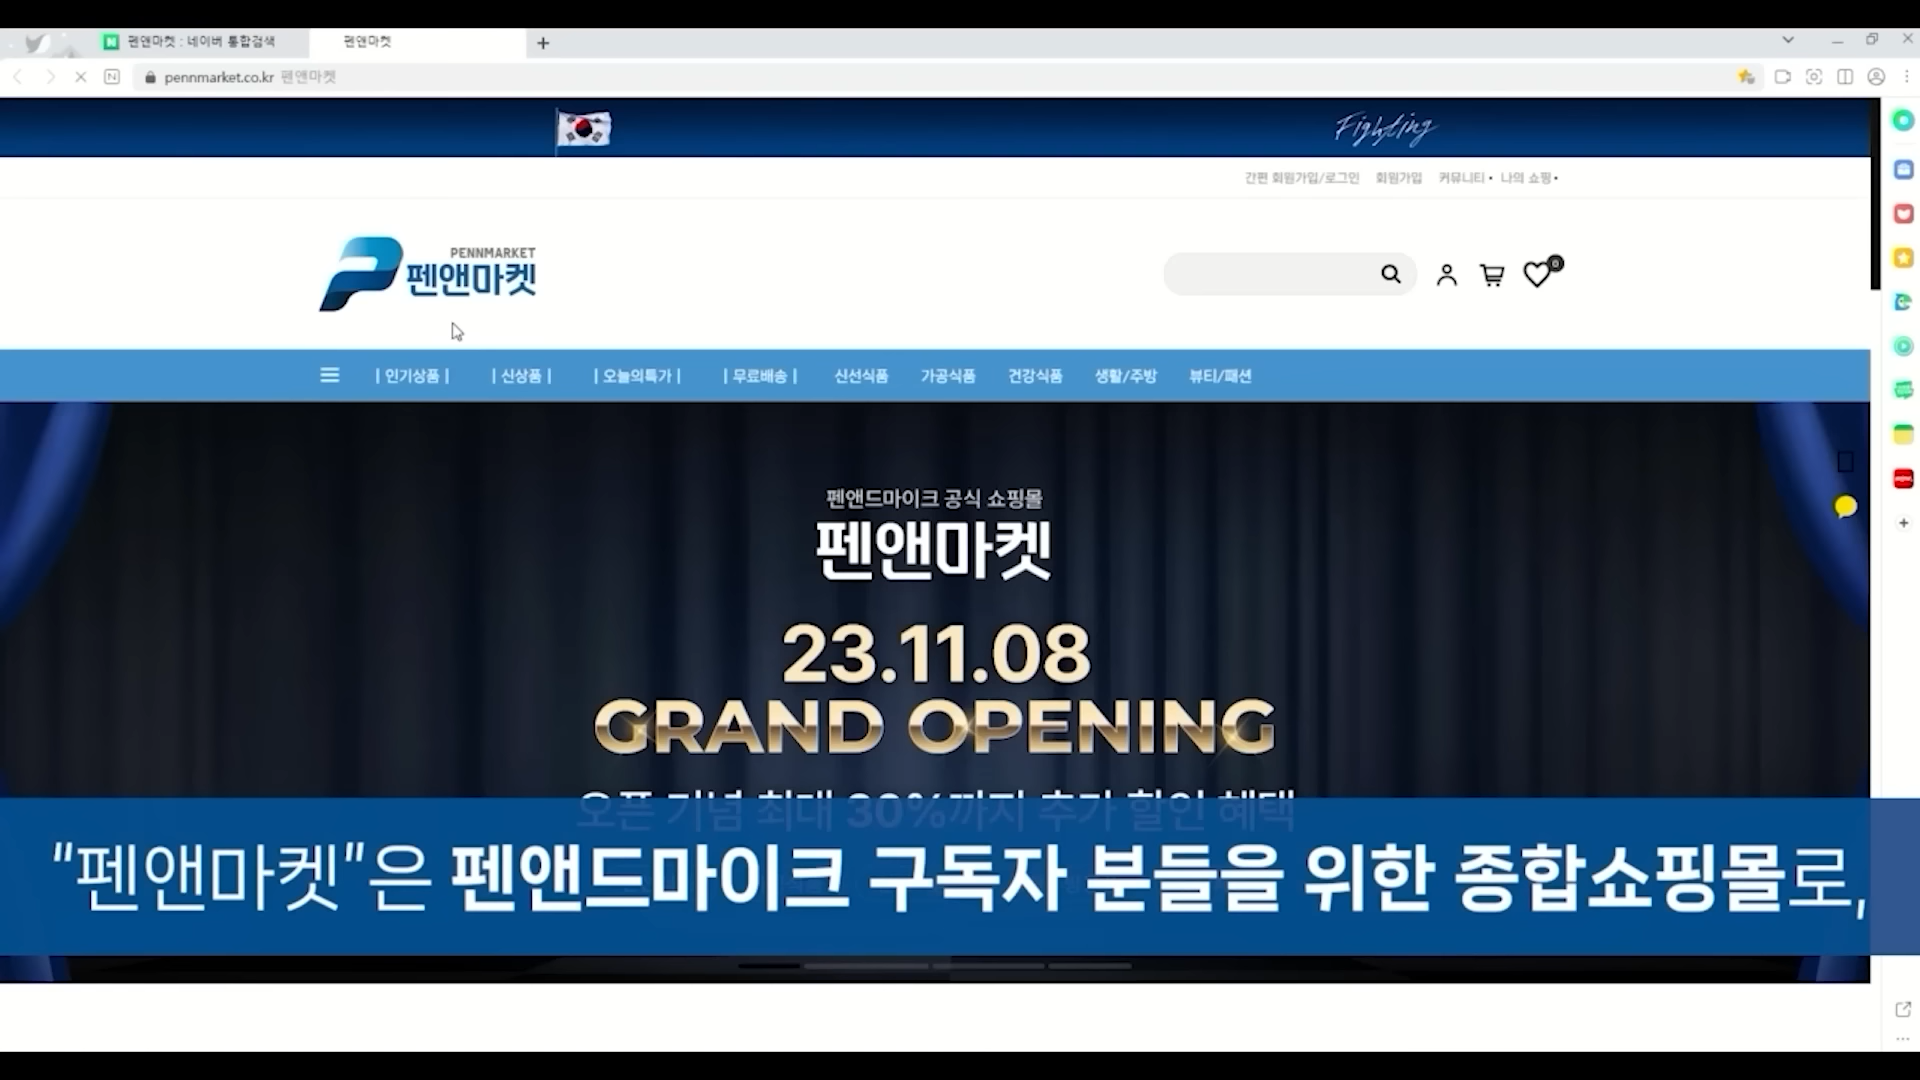 펜앤마켓 : 네이버 통합검색
펜앤마켓
pennmarket.co.kr 펜앤마켓
Fighting
간편 회원가입/로그인 회원가입 커뮤니티 나의 쇼핑
PENNMARKET
펜앤마켓
0
| 인기상품 | | 신상품 | | 오늘의특가 | | 무료배송 | 신선식품 가공식품 건강식품 생활/주방 뷰티/패션
펜앤드마이크 공식 쇼핑몰
펜앤마켓
23.11.08
GRAND OPENING
오픈 기념 최대 30%까지 추가 할인 혜택
"펜앤마켓"은 펜앤드마이크 구독자 분들을 위한 종합쇼핑몰로,